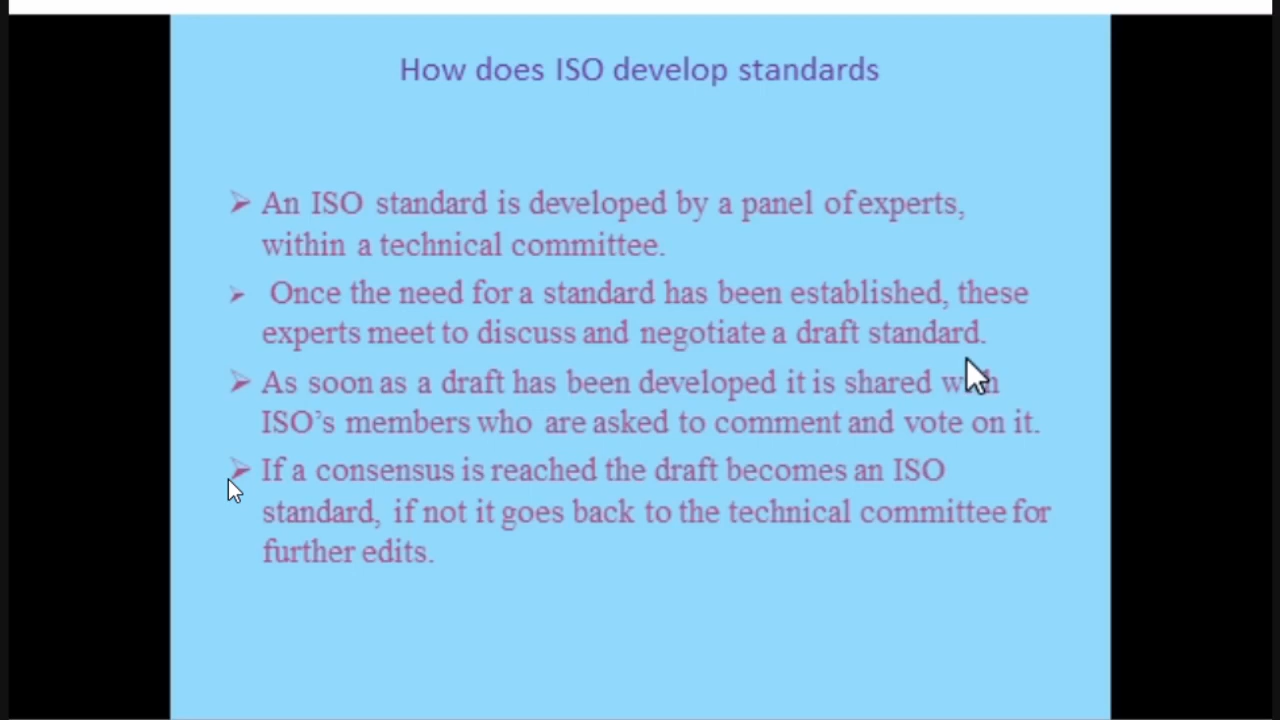 How does ISO develop standards
➢ An ISO standard is developed by a panel of experts,
within a technical committee.
➢ Once the need for a standard has been established, these
experts meet to discuss and negotiate a draft standard.
➢ As soon as a draft has been developed it is shared with
ISO’s members who are asked to comment and vote on it.
➢ If a consensus is reached the draft becomes an ISO
standard, if not it goes back to the technical committee for
further edits.